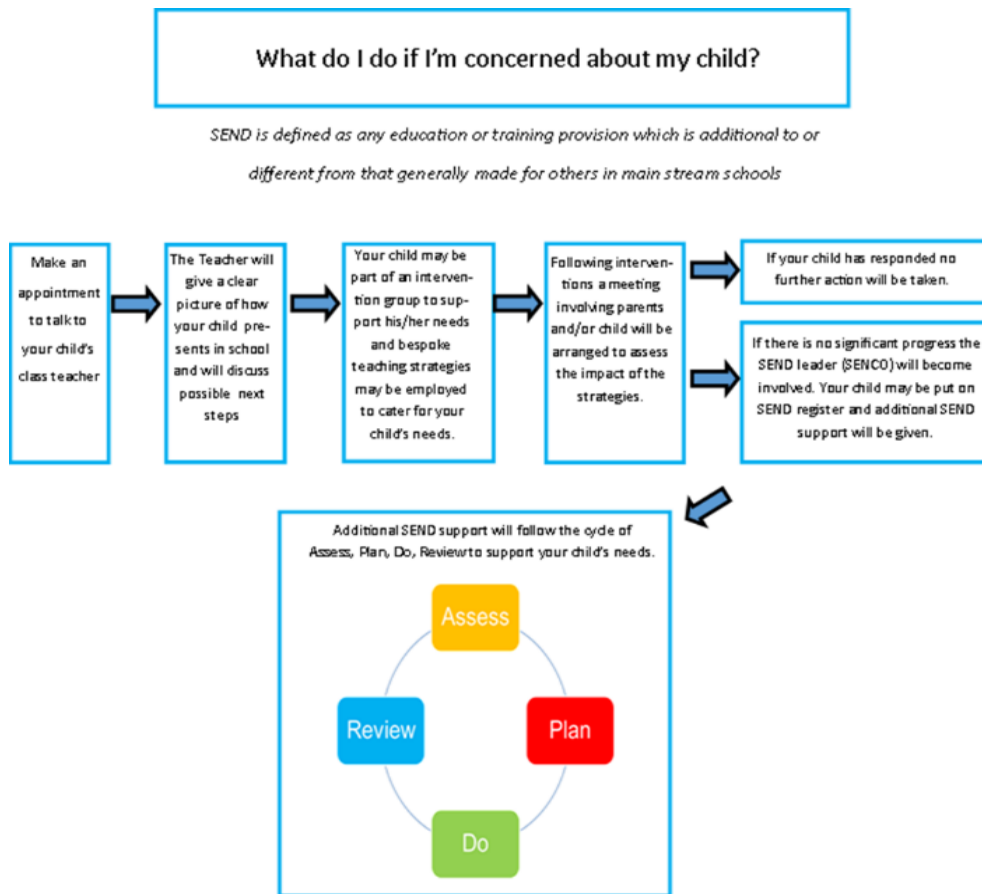 What do I do if I’m concerned about my child?
SEND is defined as any education or training provision which is additional to or
different from that generally made for others in main stream schools
Make an
appointment
to talk to
your child’s
class teacher
The Teacher will
give a clear
picture of how
your child pre-
sents in school
and will discuss
possible next
steps
Your child may be
part of an interven-
tion group to sup-
port his/her needs
and bespoke
teaching strategies
may be employed
to cater for your
child’s needs.
Following interven-
tions a meeting
involving parents
and/or child will be
arranged to assess
the impact of the
strategies.
If your child has responded no
further action will be taken.
If there is no significant progress the
SEND leader (SENCO) will become
involved. Your child may be put on
SEND register and additional SEND
support will be given.
Additional SEND support will follow the cycle of
Assess, Plan, Do, Review to support your child’s needs.
Assess
Plan
Do
Review